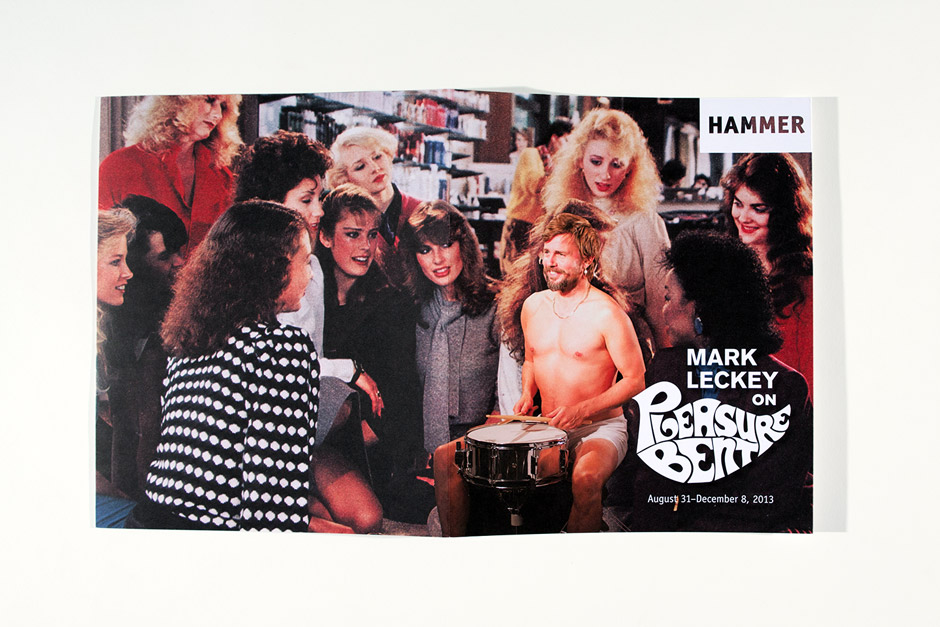 HAMMER
MARK
LECKEY
ON
PLEASURE
BENT
August 31–December 8, 2013